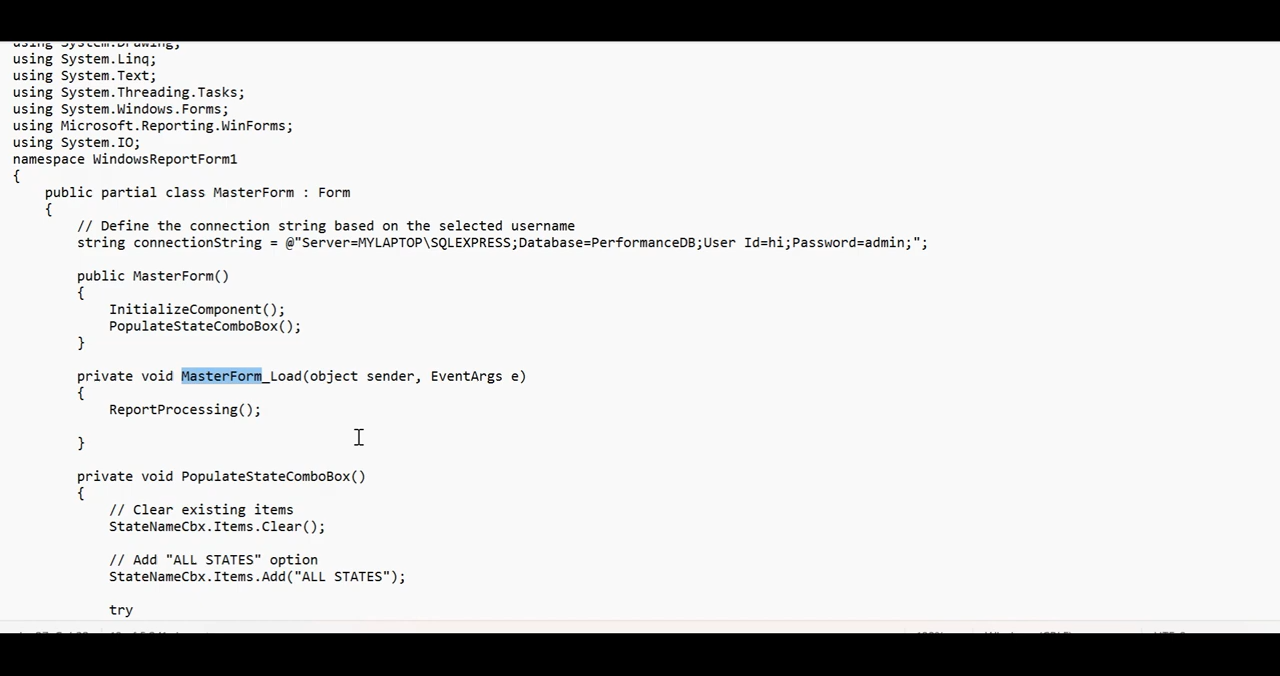 using System.Drawing;
using System.Linq;
using System.Text;
using System.Threading.Tasks;
using System.Windows.Forms;
using Microsoft.Reporting.WinForms;
using System.IO;
namespace WindowsReportForm1
{
    public partial class MasterForm : Form
    {
        // Define the connection string based on the selected username
        string connectionString = @"Server=MYLAPTOP\SQLEXPRESS;Database=PerformanceDB;User Id=hi;Password=admin;";
        public MasterForm()
        {
            InitializeComponent();
            PopulateStateComboBox();
        }
        private void MasterForm_Load(object sender, EventArgs e)
        {
            ReportProcessing();
        }
        private void PopulateStateComboBox()
        {
            // Clear existing items
            StateNameCbx.Items.Clear();
            // Add "ALL STATES" option
            StateNameCbx.Items.Add("ALL STATES");
            try